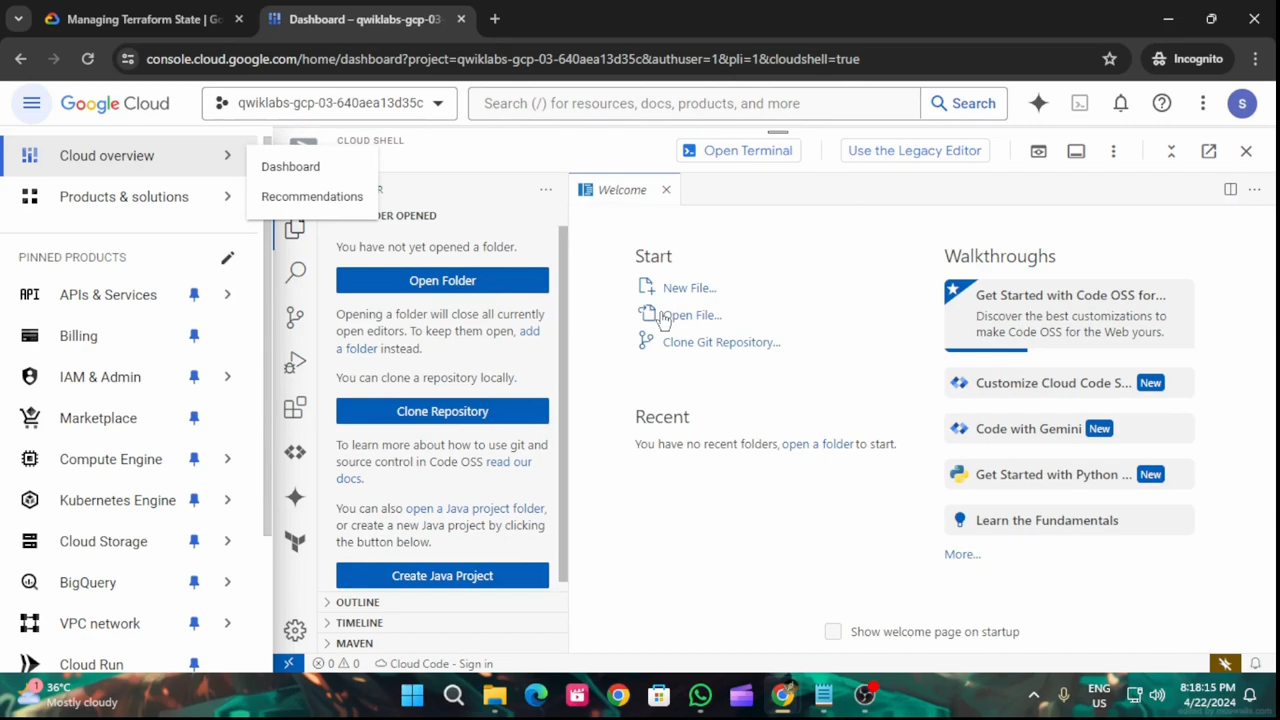 Managing Terraform State | Go
Dashboard – qwiklabs-gcp-03-
console.cloud.google.com/home/dashboard?project=qwiklabs-gcp-03-640aea13d35c&authuser=1&pli=1&cloudshell=true
Incognito
Google Cloud
qwiklabs-gcp-03-640aea13d35c
Search (/) for resources, docs, products, and more
Search
S
Cloud overview
Products & solutions
Dashboard
Recommendations
PINNED PRODUCTS
API APIs & Services
Billing
IAM & Admin
Marketplace
Compute Engine
Kubernetes Engine
Cloud Storage
BigQuery
VPC network
Cloud Run
CLOUD SHELL
Open Terminal
Use the Legacy Editor
DER OPENED
You have not yet opened a folder.
Open Folder
Opening a folder will close all currently
open editors. To keep them open, add
a folder instead.
You can clone a repository locally.
Clone Repository
To learn more about how to use git and
source control in Code OSS read our
docs.
You can also open a Java project folder,
or create a new Java project by clicking
the button below.
Create Java Project
OUTLINE
TIMELINE
MAVEN
Welcome
Start
New File...
Open File...
Clone Git Repository...
Recent
You have no recent folders, open a folder to start.
Walkthroughs
Get Started with Code OSS for...
Discover the best customizations to
make Code OSS for the Web yours.
Customize Cloud Code S... New
Code with Gemini New
Get Started with Python ... New
Learn the Fundamentals
More...
Show welcome page on startup
0 0 Cloud Code - Sign in
1
36°C
Mostly cloudy
ENG
US
8:18:15 PM
4/22/2024